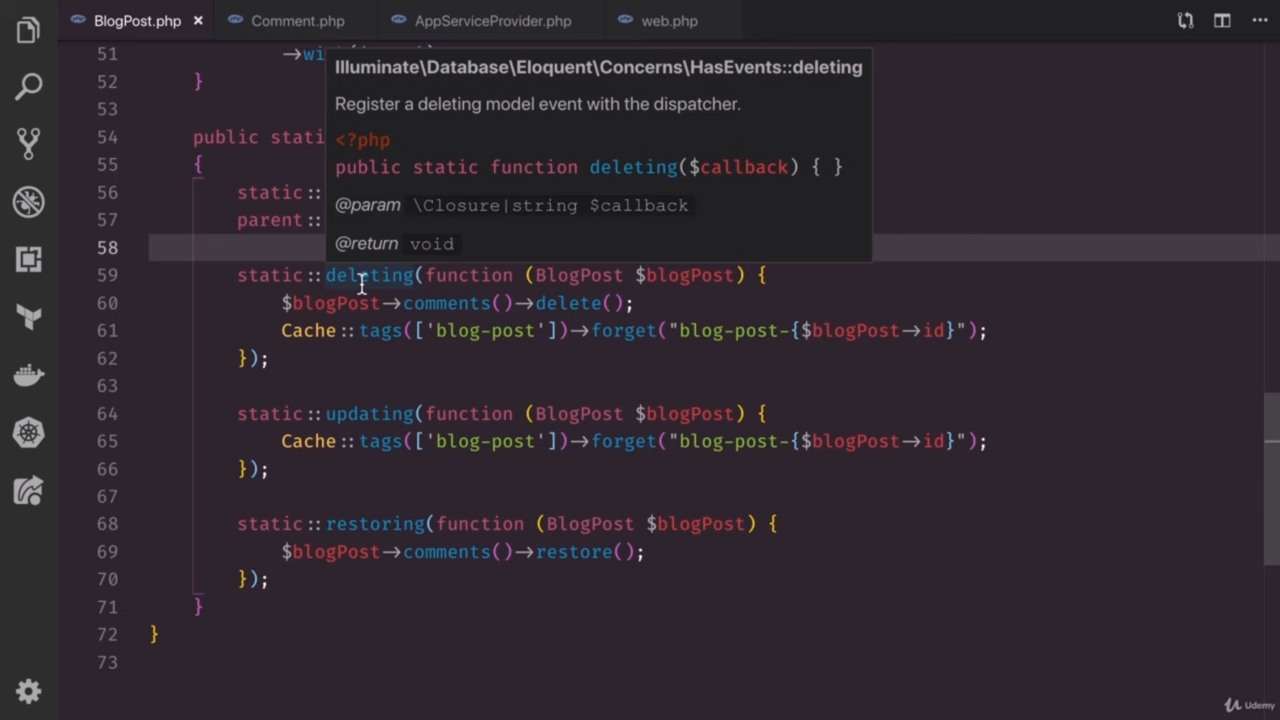 BlogPost.php × Comment.php AppServiceProvider.php web.php
51
52 }
53
54 public stati
55 {
56 static::
57 parent::
58
Illuminate\Database\Eloquent\Concerns\HasEvents::deleting
Register a deleting model event with the dispatcher.
<?php
public static function deleting($callback) { }
@param \Closure|string $callback
@return void
59 static::deleting(function (BlogPost $blogPost) {
60 $blogPost->comments()->delete();
61 Cache::tags(['blog-post'])->forget("blog-post-{$blogPost->id}");
62 });
63
64 static::updating(function (BlogPost $blogPost) {
65 Cache::tags(['blog-post'])->forget("blog-post-{$blogPost->id}");
66 });
67
68 static::restoring(function (BlogPost $blogPost) {
69 $blogPost->comments()->restore();
70 });
71 }
72 }
73
Udemy